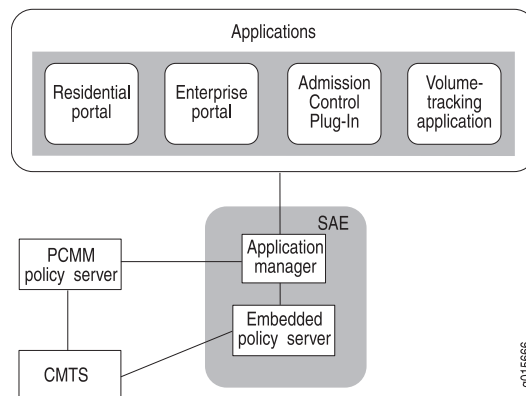 Applications
Residential
portal
Enterprise
portal
Admission
Control
Plug-In
Volume-
tracking
application
SAE
Application
manager
PCMM
policy server
Embedded
policy server
CMTS
g015666